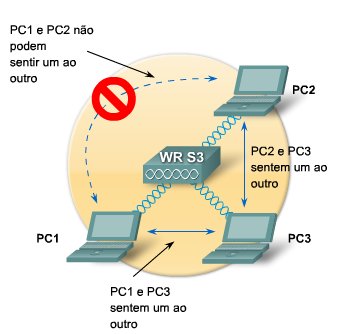 PC1 e PC2 não
podem
sentir um ao
outro
PC2
WR S3
PC2 e PC3
sentem um ao
outro
PC1
PC3
PC1 e PC3
sentem um ao
outro